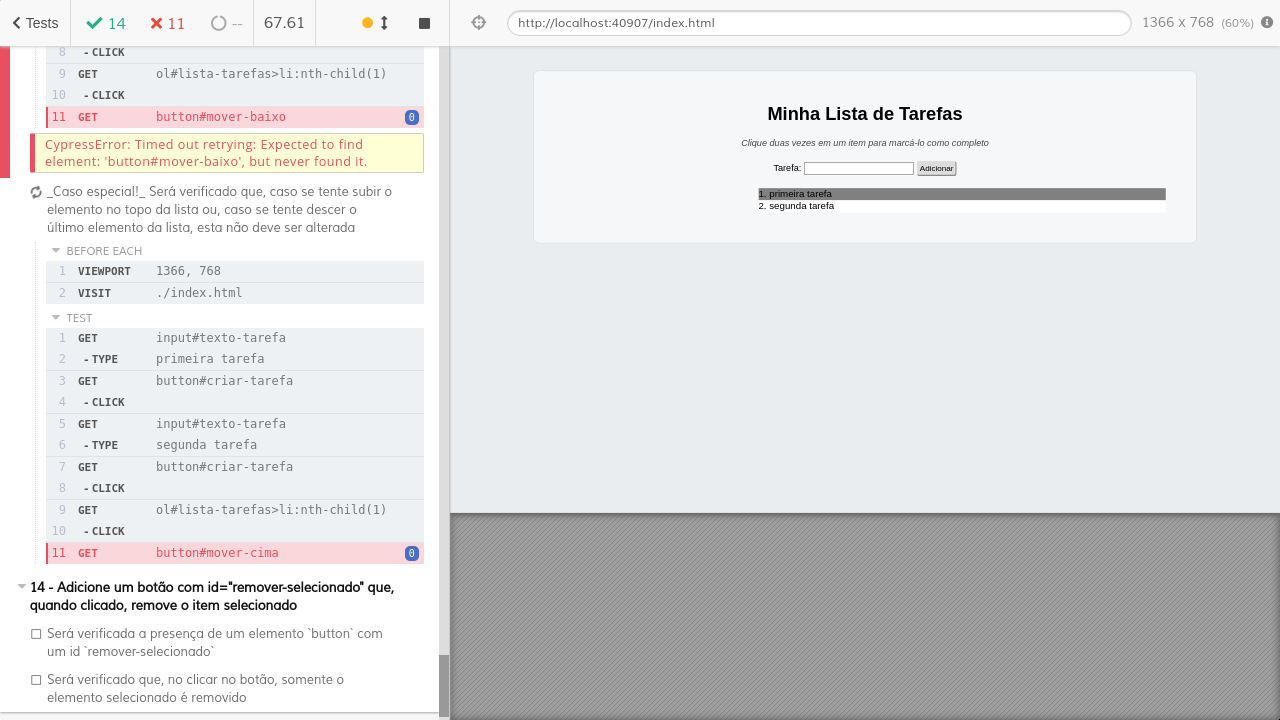 Tests 14 11 -- 67.61
http://localhost:40907/index.html 1366 x 768 (60%)
8 - CLICK
9 GET ol#lista-tarefas>li:nth-child(1)
10 - CLICK
11 GET button#mover-baixo 0
CypressError: Timed out retrying: Expected to find
element: 'button#mover-baixo', but never found it.
_Caso especial!_ Será verificado que, caso se tente subir o
elemento no topo da lista ou, caso se tente descer o
último elemento da lista, esta não deve ser alterada
BEFORE EACH
1 VIEWPORT 1366, 768
2 VISIT ./index.html
TEST
1 GET input#texto-tarefa
2 - TYPE primeira tarefa
3 GET button#criar-tarefa
4 - CLICK
5 GET input#texto-tarefa
6 - TYPE segunda tarefa
7 GET button#criar-tarefa
8 - CLICK
9 GET ol#lista-tarefas>li:nth-child(1)
10 - CLICK
11 GET button#mover-cima 0
14 - Adicione um botão com id="remover-selecionado" que,
quando clicado, remove o item selecionado
Será verificada a presença de um elemento `button` com
um id `remover-selecionado`
Será verificado que, no clicar no botão, somente o
elemento selecionado é removido
Minha Lista de Tarefas
Clique duas vezes em um item para marcá-lo como completo
Tarefa: Adicionar
1. primeira tarefa
2. segunda tarefa